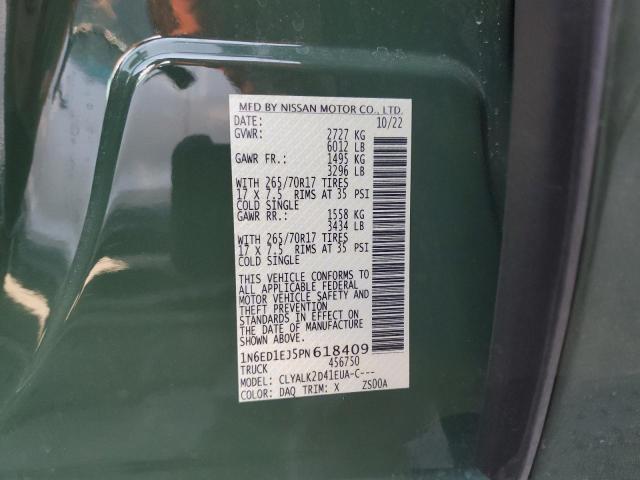 MFD BY NISSAN MOTOR CO., LTD.
DATE: 10/22
GVWR: 2727 KG
6012 LB
GAWR FR.: 1495 KG
3296 LB
WITH 265/70R17 TIRES
17 X 7.5 RIMS AT 35 PSI
COLD SINGLE
GAWR RR.: 1558 KG
3434 LB
WITH 265/70R17 TIRES
17 X 7.5 RIMS AT 35 PSI
COLD SINGLE
THIS VEHICLE CONFORMS TO
ALL APPLICABLE FEDERAL
MOTOR VEHICLE SAFETY AND
THEFT PREVENTION
STANDARDS IN EFFECT ON
THE DATED OF MFD. SHOWN
ABOVE.
1N6ED1EJ5PN618409
TRUCK 456750
MODEL: CLYALK2D41EUA-C---
COLOR: DAQ TRIM: X ZS00A